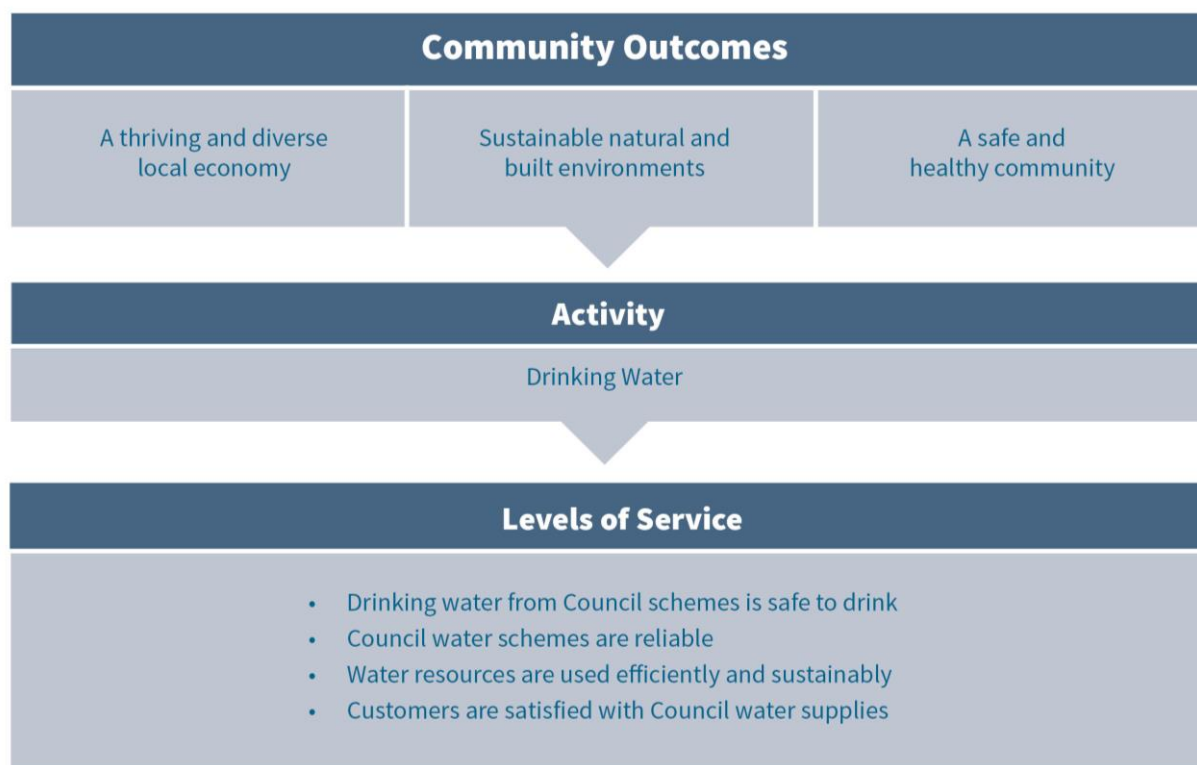 Community Outcomes
A thriving and diverse
local economy
Sustainable natural and
built environments
A safe and
healthy community
Activity
Drinking Water
Levels of Service
• Drinking water from Council schemes is safe to drink
• Council water schemes are reliable
• Water resources are used efficiently and sustainably
• Customers are satisfied with Council water supplies